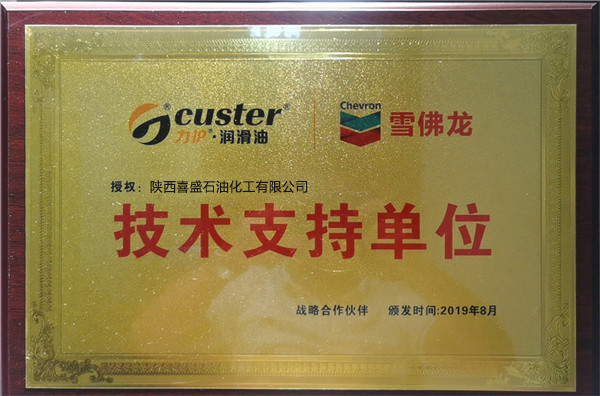 custer®
力护®·润滑油
Chevron
雪佛龙
授权：陕西喜盛石油化工有限公司
技术支持单位
战略合作伙伴 颁发时间:2019年8月